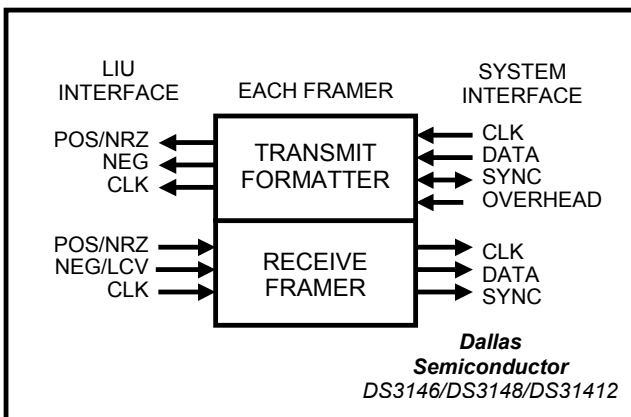 LIU
INTERFACE
EACH FRAMER
SYSTEM
INTERFACE
POS/NRZ
NEG
CLK
TRANSMIT
FORMATTER
CLK
DATA
SYNC
OVERHEAD
POS/NRZ
NEG/LCV
CLK
RECEIVE
FRAMER
CLK
DATA
SYNC
Dallas
Semiconductor
DS3146/DS3148/DS31412